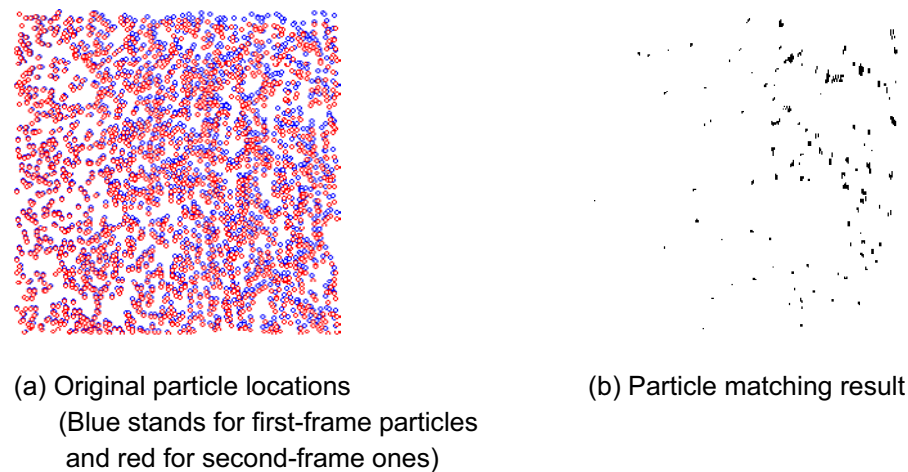 (a) Original particle locations
(Blue stands for first-frame particles
and red for second-frame ones)
(b) Particle matching result